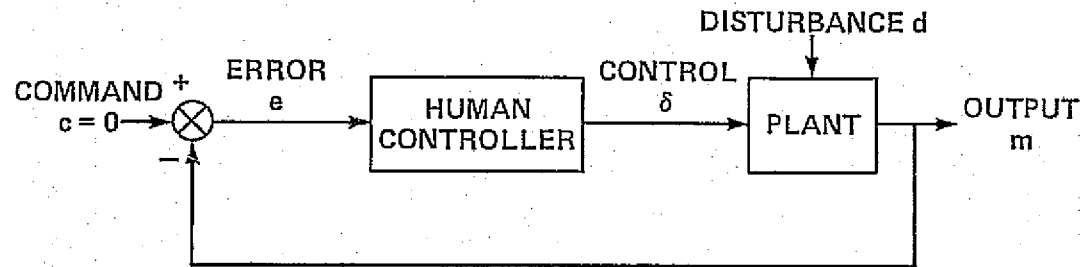 DISTURBANCE d
COMMAND +
c = 0
ERROR
e
HUMAN
CONTROLLER
CONTROL
δ
PLANT
OUTPUT
m
−